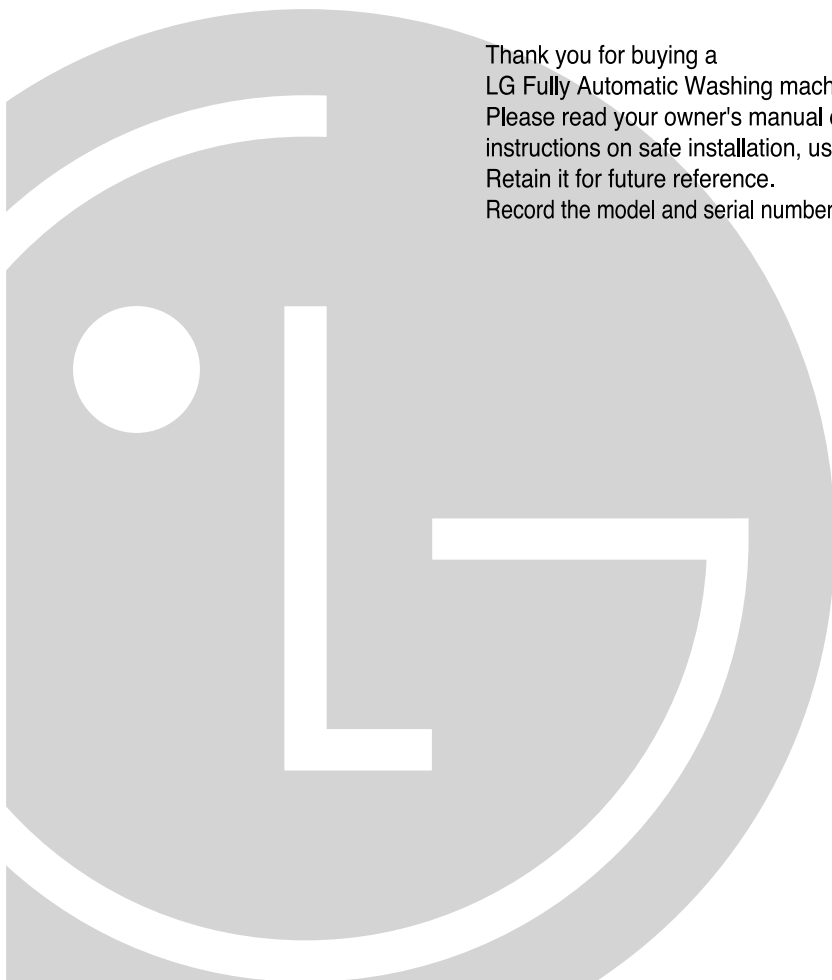 Thank you for buying a
LG Fully Automatic Washing mach
Please read your owner's manual
instructions on safe installation, us
Retain it for future reference.
Record the model and serial number
LG